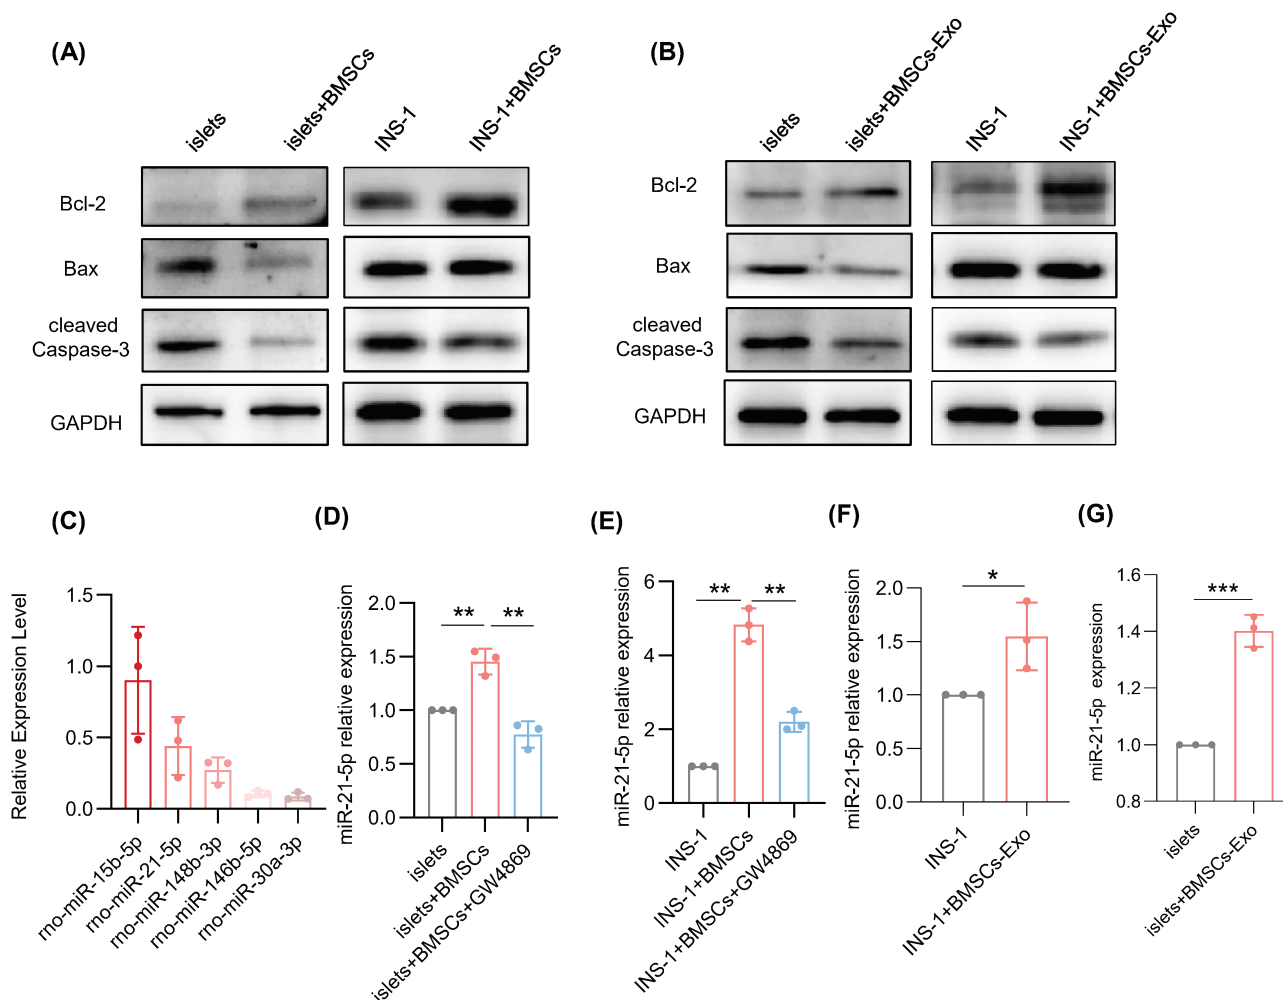 (A)
islets
islets+BMSCs
INS-1
INS-1+BMSCs
Bcl-2
Bax
cleaved
Caspase-3
GAPDH
(B)
islets
islets+BMSCs-Exo
INS-1
INS-1+BMSCs-Exo
Bcl-2
Bax
cleaved
Caspase-3
GAPDH
(C)
Relative Expression Level
1.5
1.0
0.5
0.0
rno-miR-15b-5p
rno-miR-21-5p
rno-miR-148b-3p
rno-miR-146b-5p
rno-miR-30a-3p
(D)
miR-21-5p relative expression
2.0
1.5
1.0
0.5
0.0
** **
islets
islets+BMSCs
islets+BMSCs+GW4869
(E)
miR-21-5p relative expression
6
4
2
0
** **
INS-1
INS-1+BMSCs
INS-1+BMSCs+GW4869
(F)
miR-21-5p relative expression
2.0
1.5
1.0
0.5
0.0
*
INS-1
INS-1+BMSCs-Exo
(G)
miR-21-5p expression
1.6
1.4
1.2
1.0
0.8
***
islets
islets+BMSCs-Exo